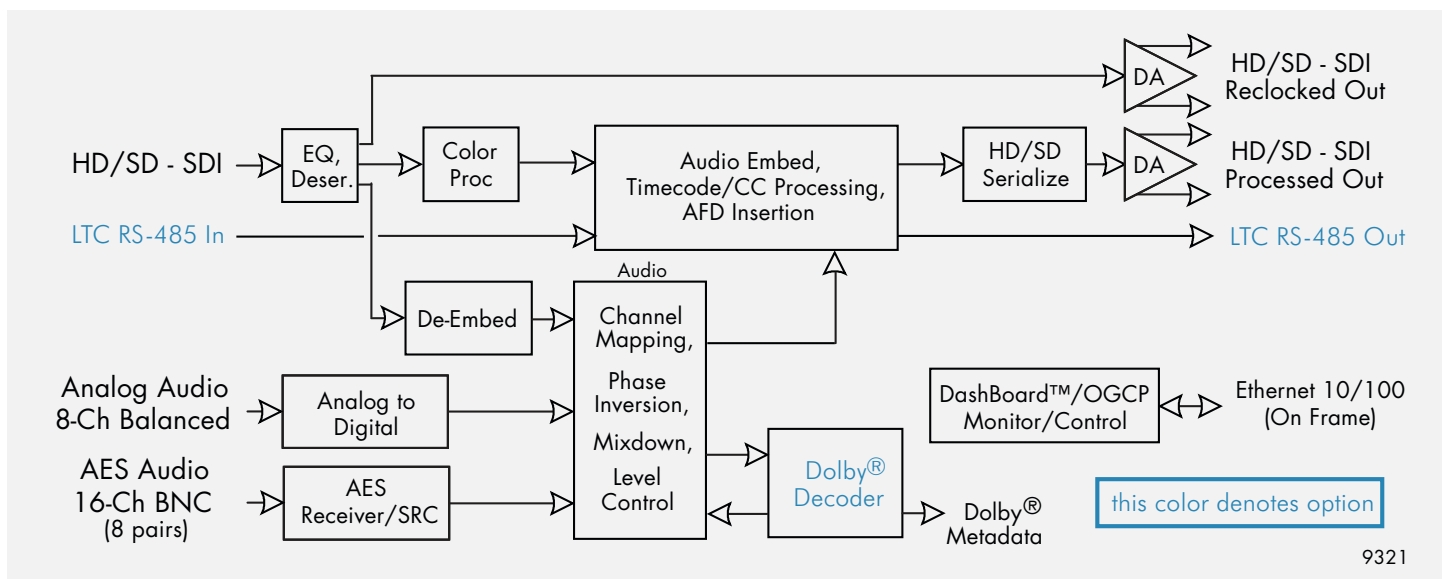 HD/SD - SDI
Reclocked Out
DA
HD/SD - SDI
EQ,
Deser.
Color
Proc
Audio Embed,
Timecode/CC Processing,
AFD Insertion
HD/SD
Serialize
DA
HD/SD - SDI
Processed Out
LTC RS-485 In
LTC RS-485 Out
Audio
De-Embed
Channel
Mapping,
Phase
Inversion,
Mixdown,
Level
Control
Analog Audio
8-Ch Balanced
Analog to
Digital
DashBoard™/OGCP
Monitor/Control
Ethernet 10/100
(On Frame)
AES Audio
16-Ch BNC
(8 pairs)
AES
Receiver/SRC
Dolby®
Decoder
Dolby®
Metadata
this color denotes option
9321